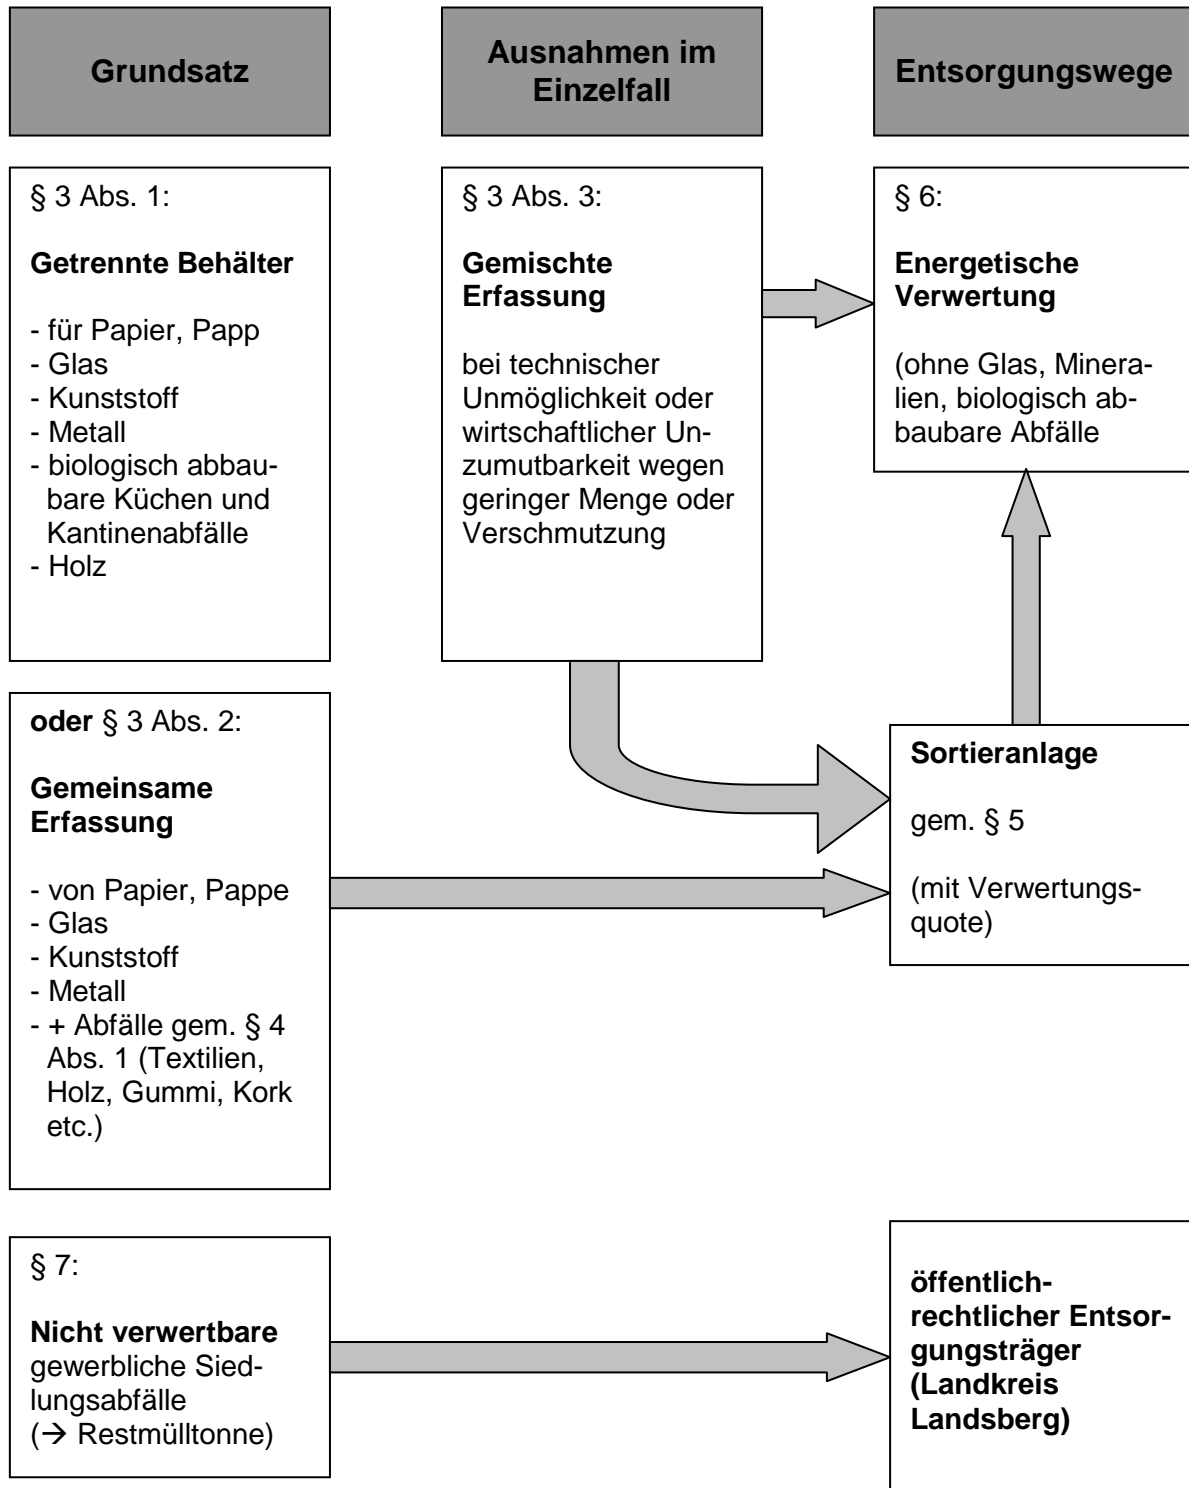 Grundsatz
Ausnahmen im
Einzelfall
Entsorgungswege
§ 3 Abs. 1:
Getrennte Behälter
- für Papier, Papp
- Glas
- Kunststoff
- Metall
- biologisch abbau-
bare Küchen und
Kantinenabfälle
- Holz
§ 3 Abs. 3:
Gemischte
Erfassung
bei technischer
Unmöglichkeit oder
wirtschaftlicher Un-
zumutbarkeit wegen
geringer Menge oder
Verschmutzung
§ 6:
Energetische
Verwertung
(ohne Glas, Minera-
lien, biologisch ab-
baubare Abfälle
oder § 3 Abs. 2:
Gemeinsame
Erfassung
- von Papier, Pappe
- Glas
- Kunststoff
- Metall
- + Abfälle gem. § 4
Abs. 1 (Textilien,
Holz, Gummi, Kork
etc.)
Sortieranlage
gem. § 5
(mit Verwertungs-
quote)
§ 7:
Nicht verwertbare
gewerbliche Sied-
lungsabfälle
(→ Restmülltonne)
öffentlich-
rechtlicher Entsor-
gungsträger
(Landkreis
Landsberg)